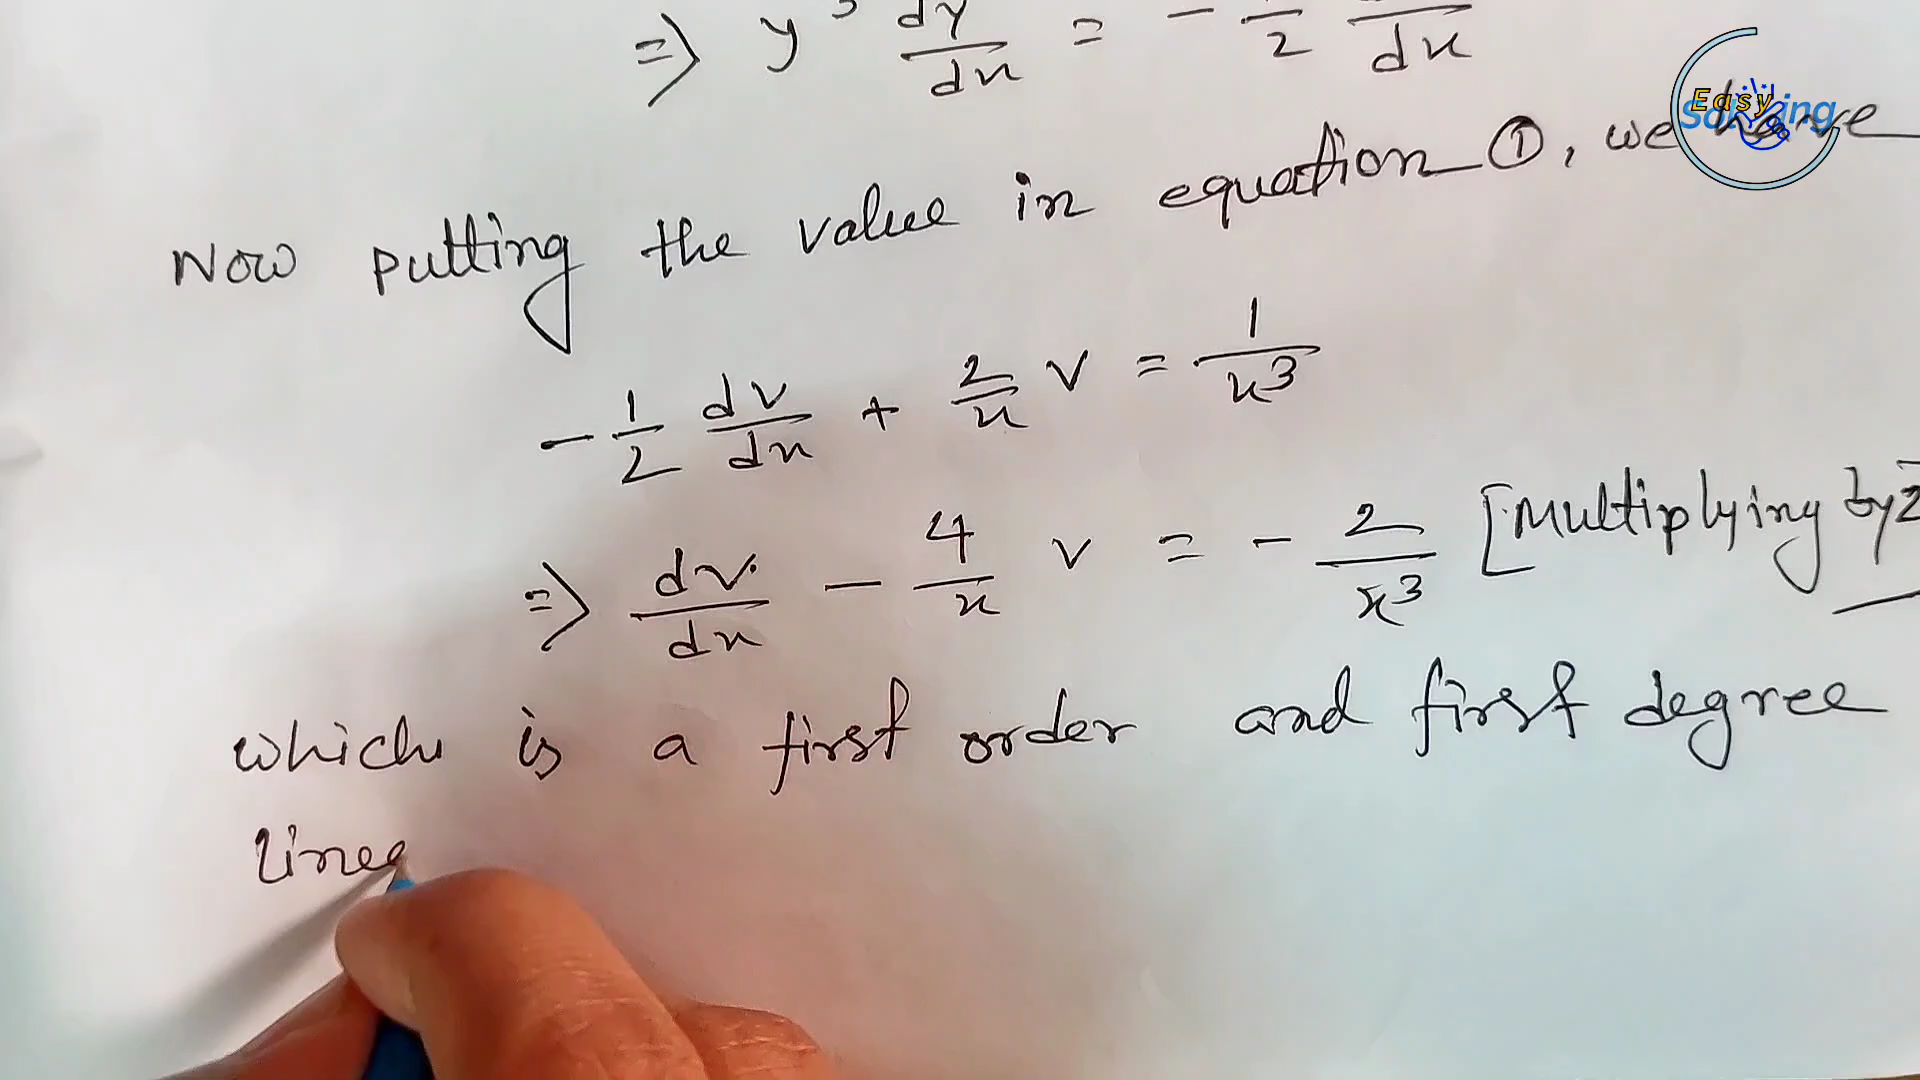 => y³ dy/dx = - 1/2 dv/dx
Easy Solving
Now putting the value in equation ①, we have
- 1/2 dv/dx + 2/x v = 1/x³
=> dv/dx - 4/x v = - 2/x³ [Multiplying by 2
which is a first order and first degree
linea